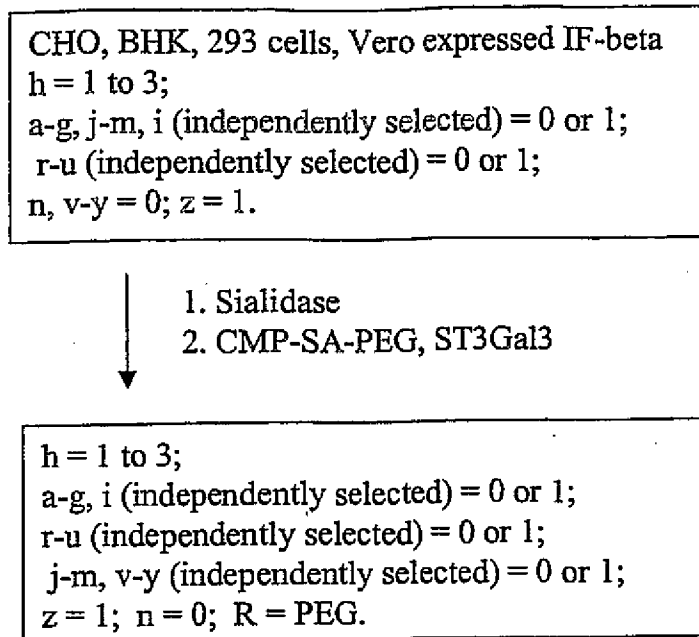 CHO, BHK, 293 cells, Vero expressed IF-beta
h = 1 to 3;
a-g, j-m, i (independently selected) = 0 or 1;
r-u (independently selected) = 0 or 1;
n, v-y = 0; z = 1.
1. Sialidase
2. CMP-SA-PEG, ST3Gal3
h = 1 to 3;
a-g, i (independently selected) = 0 or 1;
r-u (independently selected) = 0 or 1;
j-m, v-y (independently selected) = 0 or 1;
z = 1; n = 0; R = PEG.